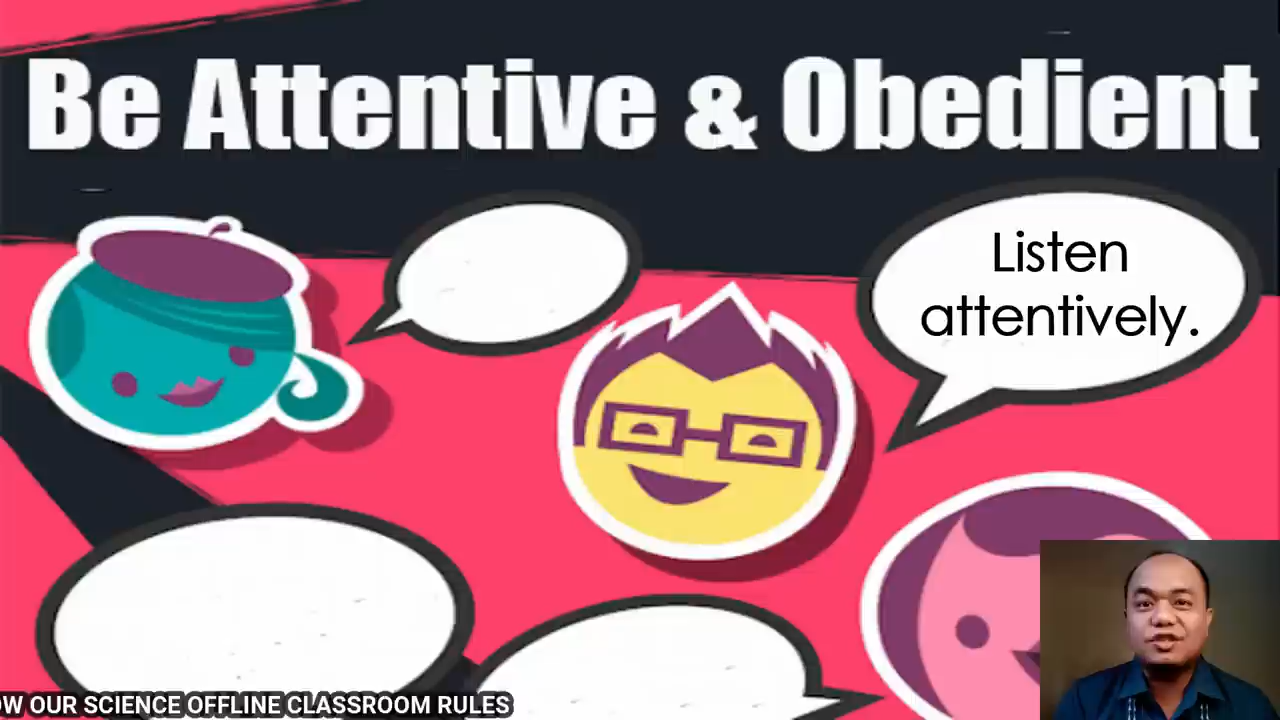 Be Attentive & Obedient
Listen
attentively.
OUR SCIENCE OFFLINE CLASSROOM RULES